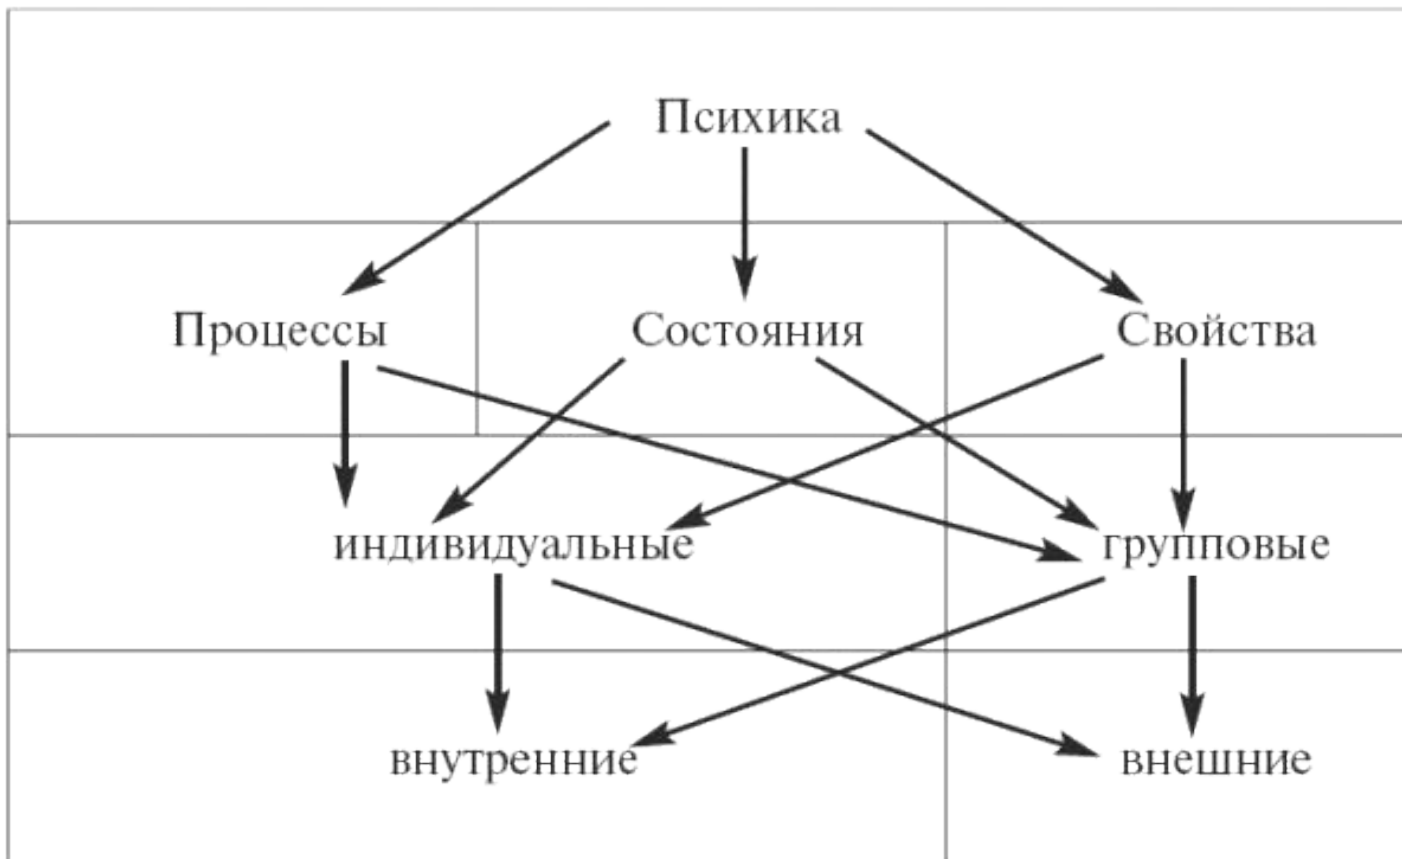 Психика
Процессы Состояния Свойства
индивидуальные групповые
внутренние внешние